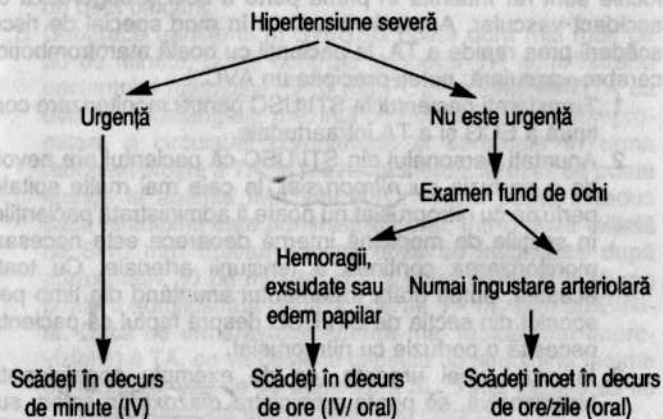 Hipertensiune severă
Urgență
Nu este urgență
Examen fund de ochi
Hemoragii,
exsudate sau
edem papilar
Numai îngustare arteriolară
Scădeți în decurs
de minute (IV)
Scădeți în decurs
de ore (IV/ oral)
Scădeți încet în decurs
de ore/zile (oral)